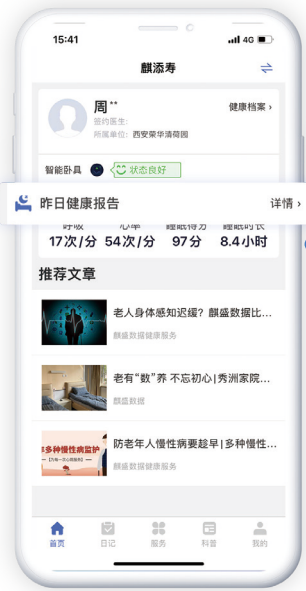 15:41
4G
麒添寿
周**
健康档案 ›
签约医生:
所属单位: 西安荣华清荷园
智能卧具
状态良好
昨日健康报告
详情 ›
呼吸 心率 睡眠得分 睡眠时长
17次/分 54次/分 97分 8.4小时
推荐文章
老人身体感知迟缓？麒盛数据比...
麒盛数据健康服务
老有“数”养 不忘初心|秀洲家院...
麒盛数据
多种慢性病监护
防老年人慢性病要趁早|多种慢性...
麒盛数据健康服务
首页 日记 服务 科普 我的